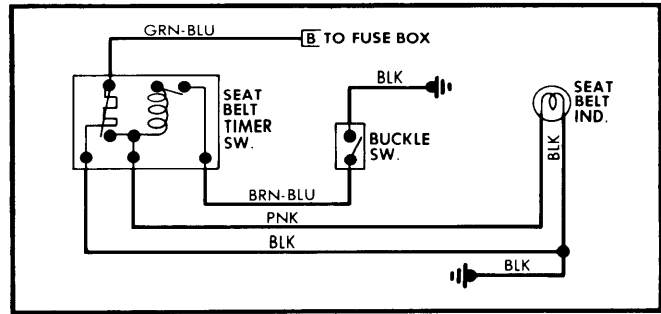 GRN-BLU
B TO FUSE BOX
BLK
SEAT
BELT
TIMER
SW.
SEAT
BELT
IND.
BUCKLE
SW.
BLK
BRN-BLU
PNK
BLK
BLK